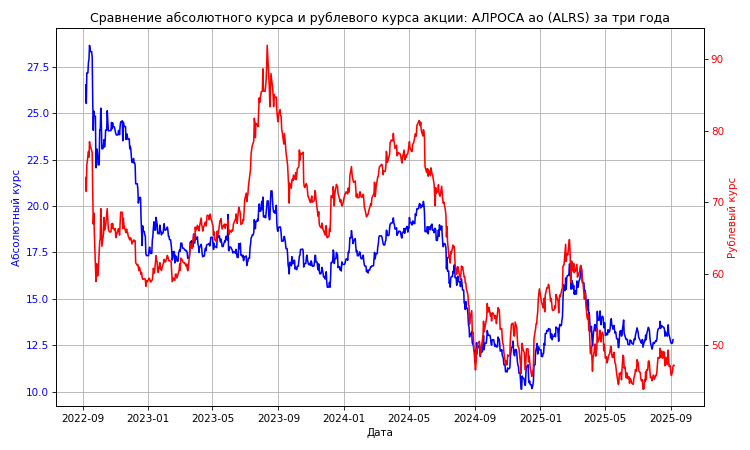 Сравнение абсолютного курса и рублевого курса акции: АЛРОСА ао (ALRS) за три года
27.5
25.0
22.5
20.0
17.5
15.0
12.5
10.0
Абсолютный курс
90
80
70
60
50
Рублевый курс
2022-09 2023-01 2023-05 2023-09 2024-01 2024-05 2024-09 2025-01 2025-05 2025-09
Дата